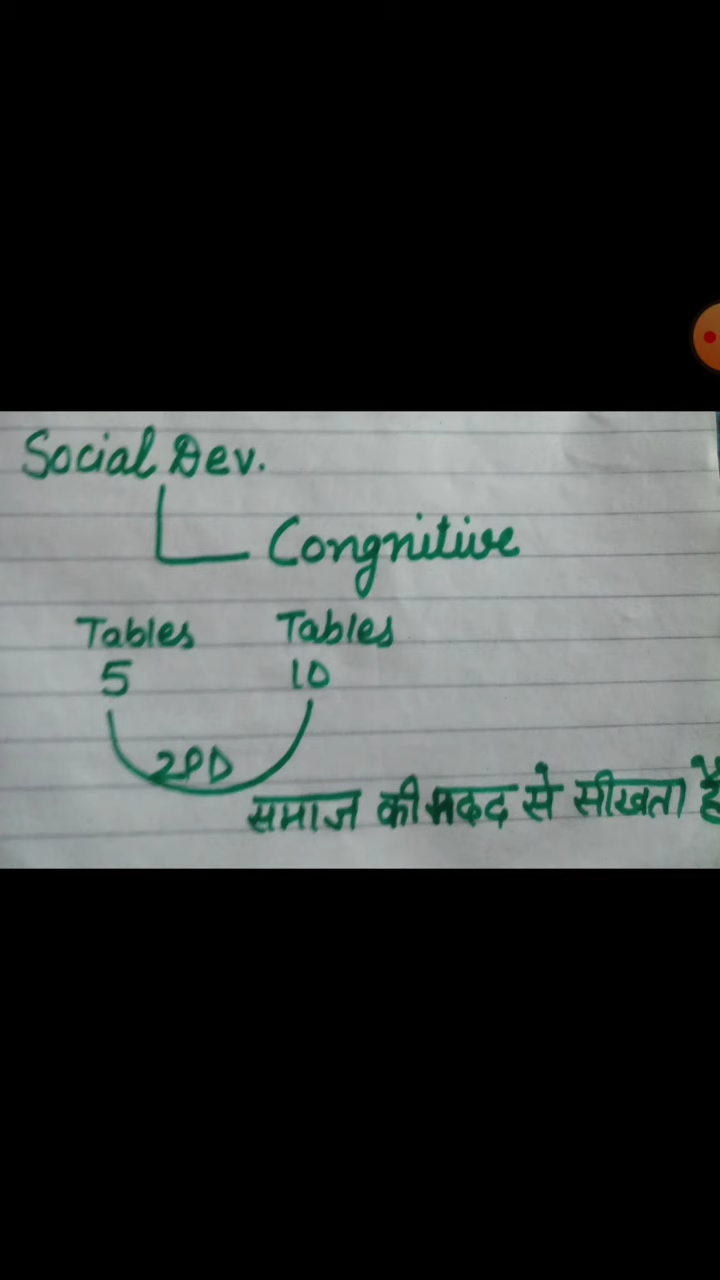 Social Dev.
Congnitive
Tables Tables
5 10
ZPD
समाज की मदद से सीखता है